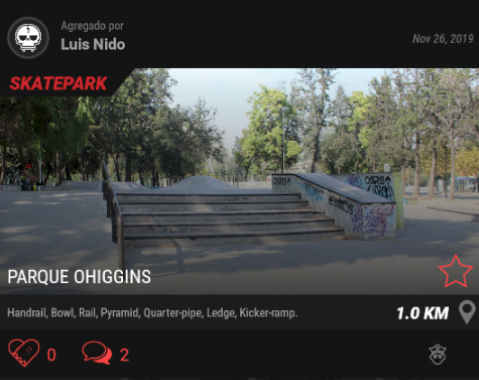 Agregado por
Luis Nido
Nov 26, 2019
SKATEPARK
PARQUE OHIGGINS
Handrail, Bowl, Rail, Pyramid, Quarter-pipe, Ledge, Kicker-ramp.
1.0 KM
0
2